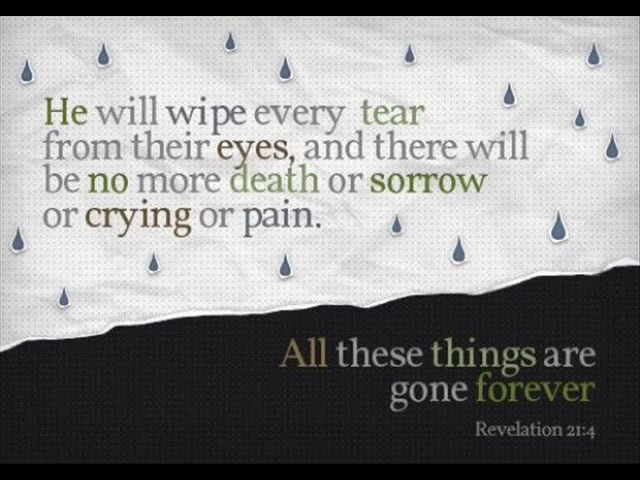 He will wipe every tear
from their eyes, and there will
be no more death or sorrow
or crying or pain.
All these things are
gone forever
Revelation 21:4